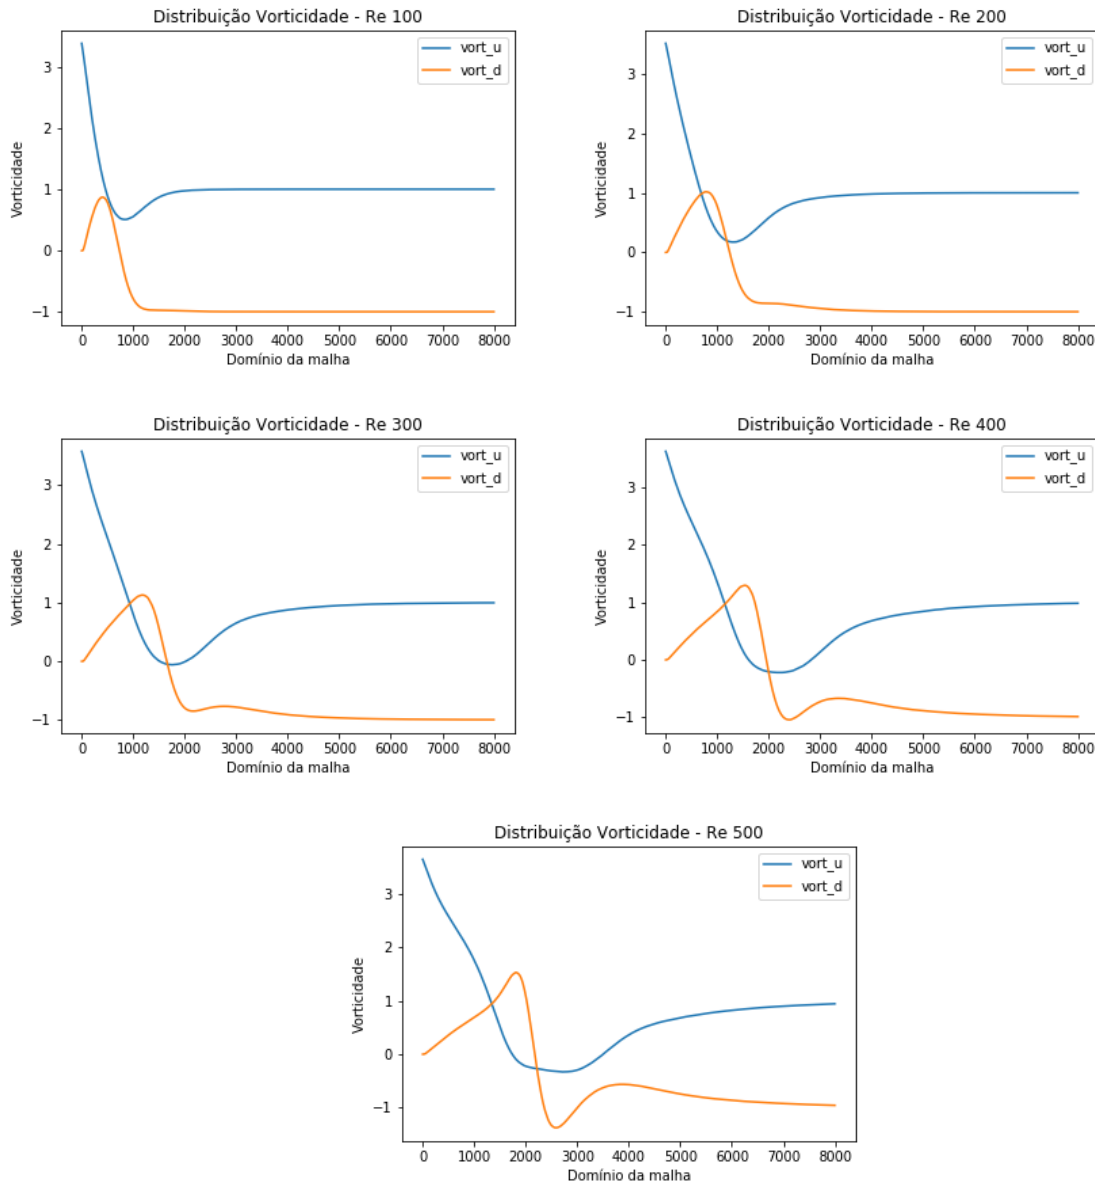 Distribuição Vorticidade - Re 100
vort_u
vort_d
3
2
1
0
−1
Vorticidade
0 1000 2000 3000 4000 5000 6000 7000 8000
Domínio da malha
Distribuição Vorticidade - Re 200
vort_u
vort_d
3
2
1
0
−1
Vorticidade
0 1000 2000 3000 4000 5000 6000 7000 8000
Domínio da malha
Distribuição Vorticidade - Re 300
vort_u
vort_d
3
2
1
0
−1
Vorticidade
0 1000 2000 3000 4000 5000 6000 7000 8000
Domínio da malha
Distribuição Vorticidade - Re 400
vort_u
vort_d
3
2
1
0
−1
Vorticidade
0 1000 2000 3000 4000 5000 6000 7000 8000
Domínio da malha
Distribuição Vorticidade - Re 500
vort_u
vort_d
3
2
1
0
−1
Vorticidade
0 1000 2000 3000 4000 5000 6000 7000 8000
Domínio da malha